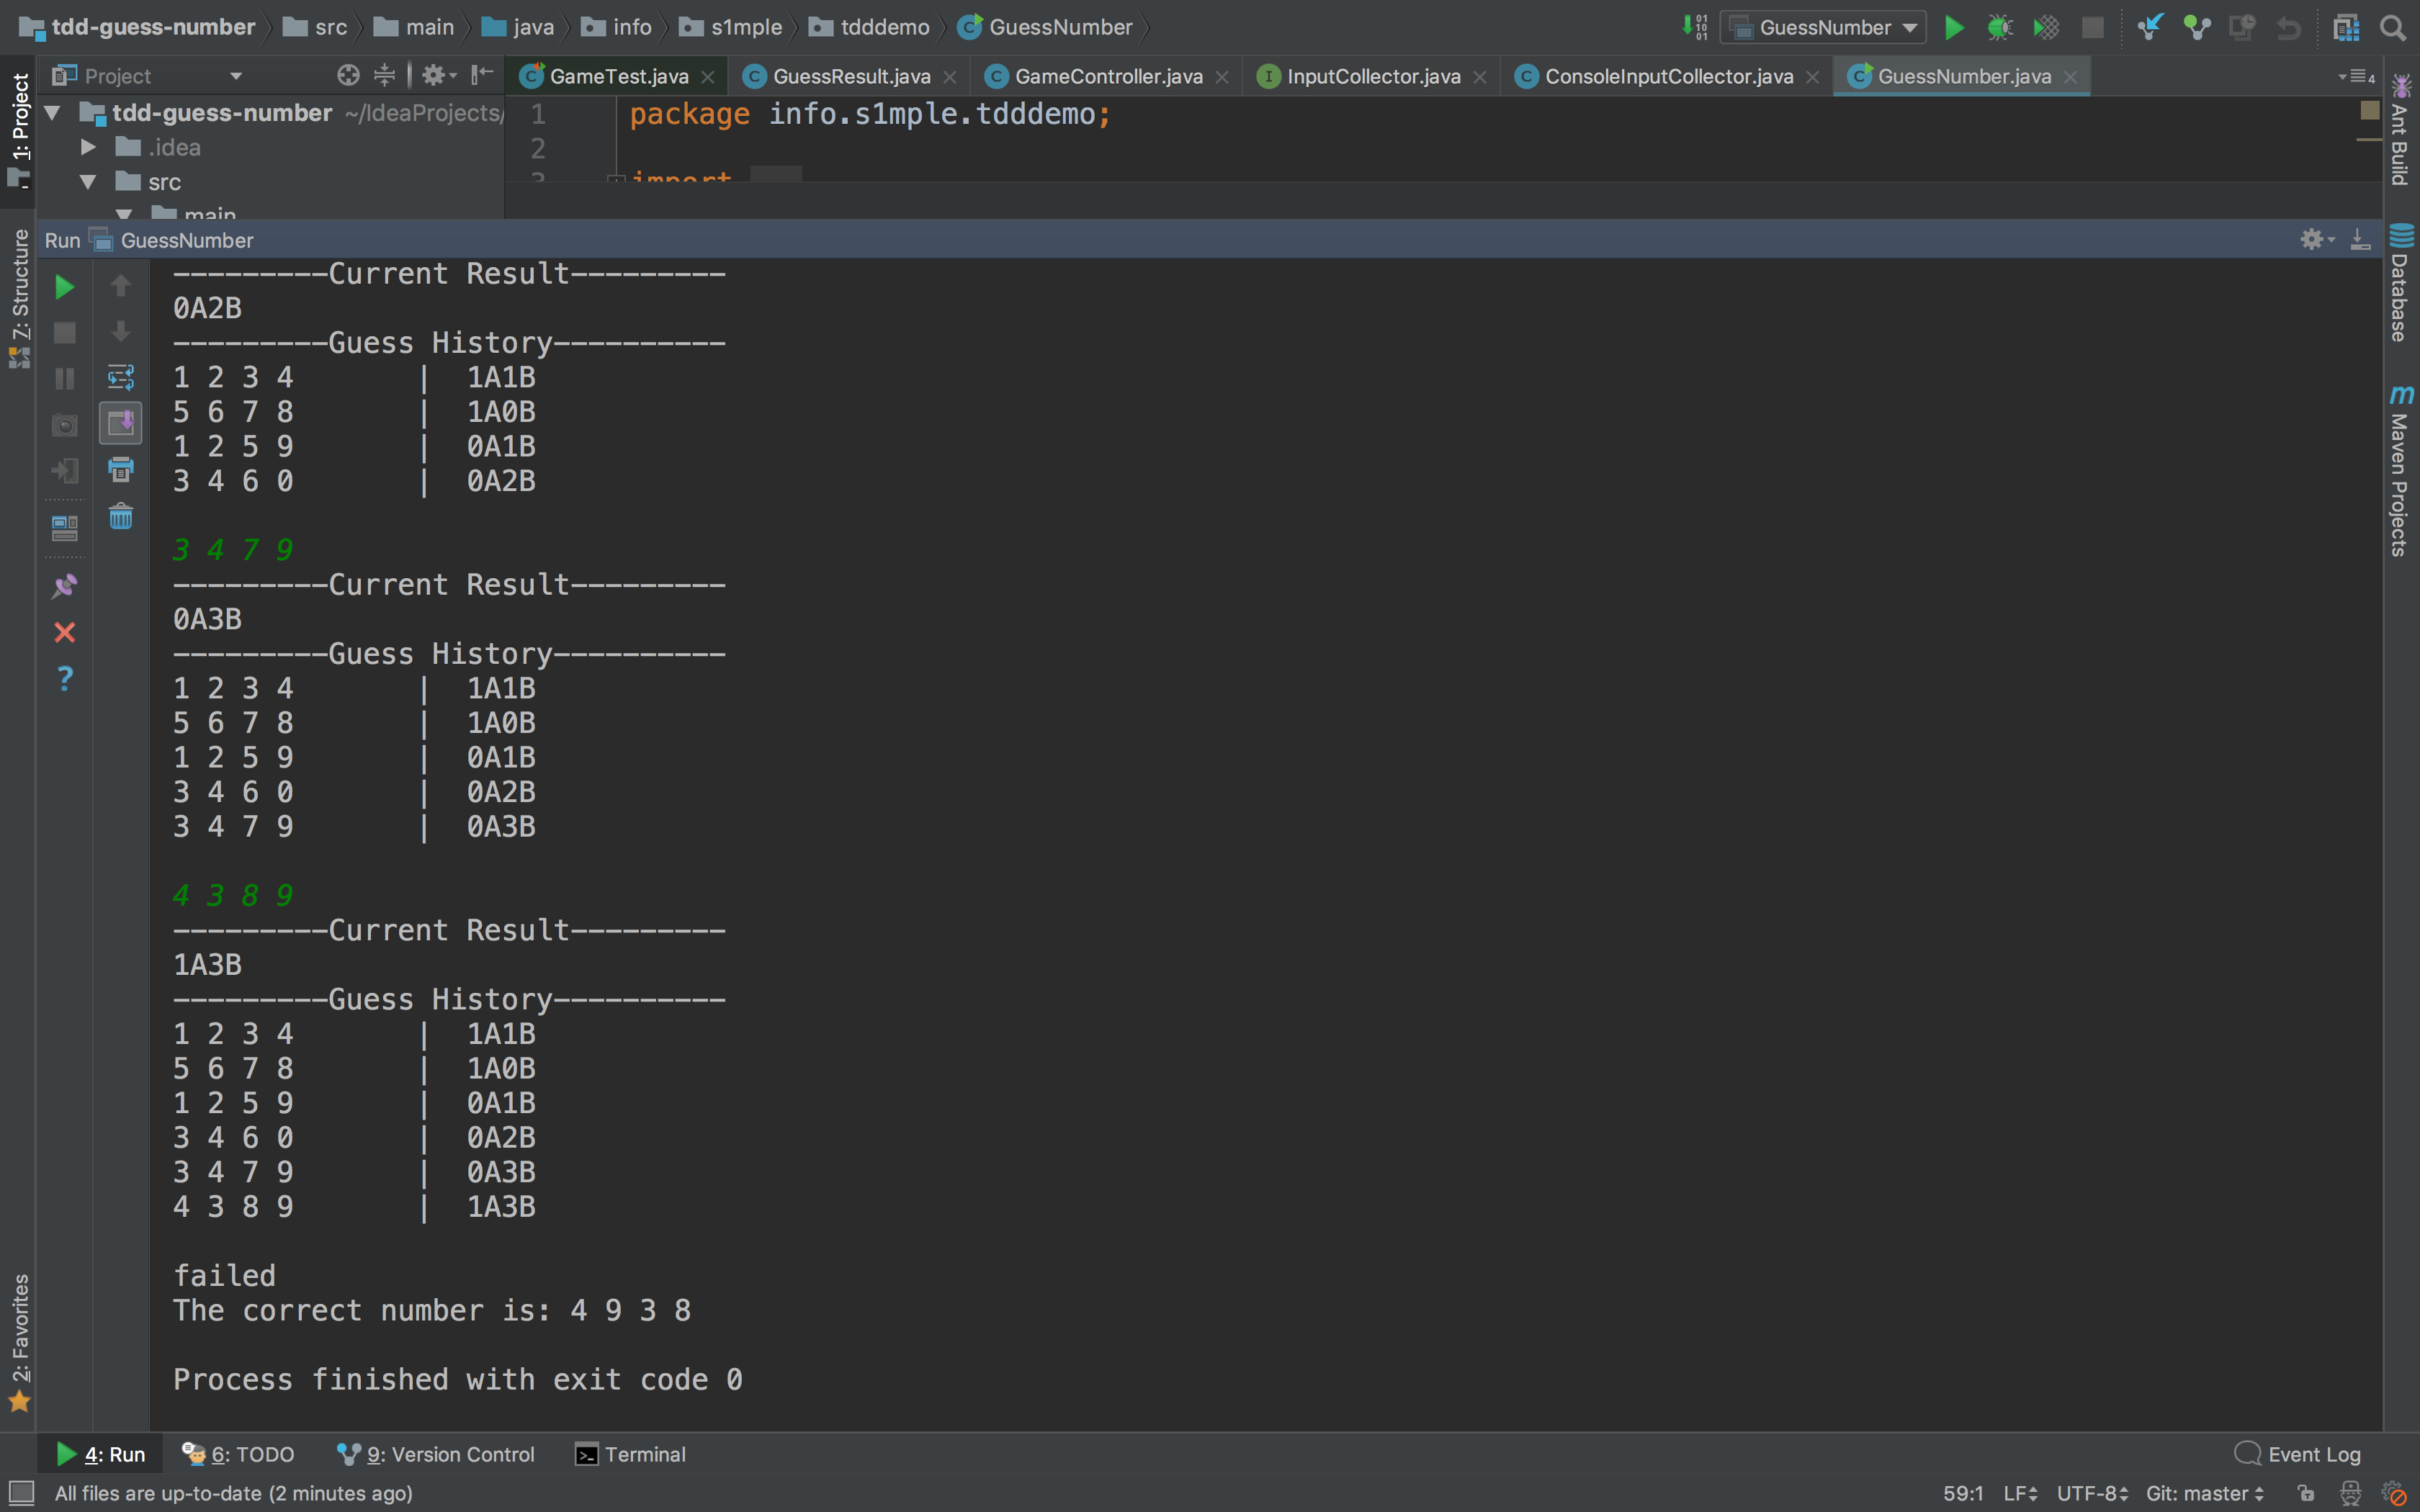 tdd-guess-number src main java info s1mple tdddemo GuessNumber GuessNumber
Project GameTest.java GuessResult.java GameController.java InputCollector.java ConsoleInputCollector.java GuessNumber.java 4
tdd-guess-number ~/IdeaProjects/
.idea
src
main
1 package info.s1mple.tdddemo;
2
3 import ...
Run GuessNumber
---------Current Result---------
0A2B
---------Guess History----------
1 2 3 4 | 1A1B
5 6 7 8 | 1A0B
1 2 5 9 | 0A1B
3 4 6 0 | 0A2B
3 4 7 9
---------Current Result---------
0A3B
---------Guess History----------
1 2 3 4 | 1A1B
5 6 7 8 | 1A0B
1 2 5 9 | 0A1B
3 4 6 0 | 0A2B
3 4 7 9 | 0A3B
4 3 8 9
---------Current Result---------
1A3B
---------Guess History----------
1 2 3 4 | 1A1B
5 6 7 8 | 1A0B
1 2 5 9 | 0A1B
3 4 6 0 | 0A2B
3 4 7 9 | 0A3B
4 3 8 9 | 1A3B
failed
The correct number is: 4 9 3 8
Process finished with exit code 0
1: Project
7: Structure
2: Favorites
Ant Build
Database
Maven Projects
4: Run 6: TODO 9: Version Control Terminal Event Log
All files are up-to-date (2 minutes ago) 59:1 LF UTF-8 Git: master